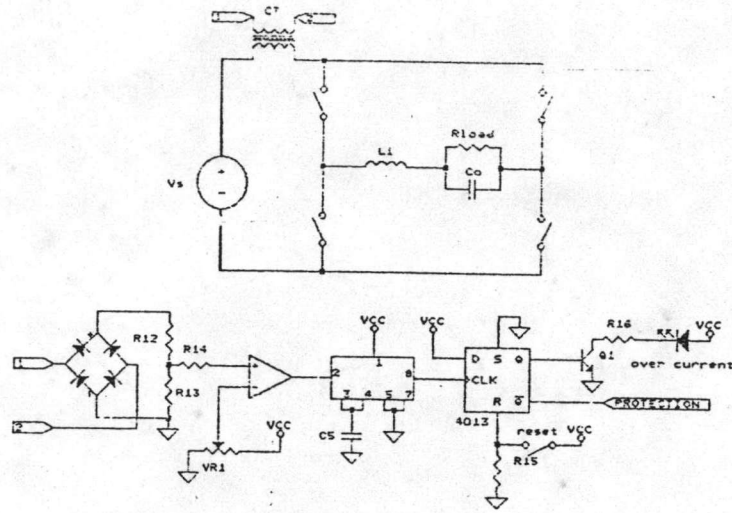 CT
1
Rload
Li
Co
Vs
+
-
VCC
VCC
R16
VCC
R12
R14
D S Q
Q1
over current
1
+
-
2
1
8
CLK
R13
3 4 5 7
R Q
PROTECTION
2
4013
reset
VCC
C5
VCC
VR1
R15